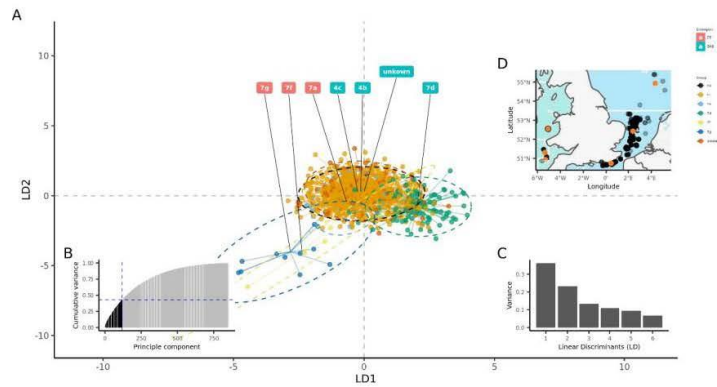 A
10
5
0
-5
-10
LD2
-10
-5
0
5
10
LD1
7g
7f
7a
4c
4b
unknown
7d
B
1.00
0.75
0.50
0.25
0.00
Cumulative variance
0
250
500
750
Principle component
C
0.3
0.2
0.1
0.0
Variance
1
2
3
4
5
6
Linear Discriminants (LD)
D
55°N
54°N
53°N
52°N
51°N
Latitude
6°W
4°W
2°W
0°
2°E
4°E
Longitude